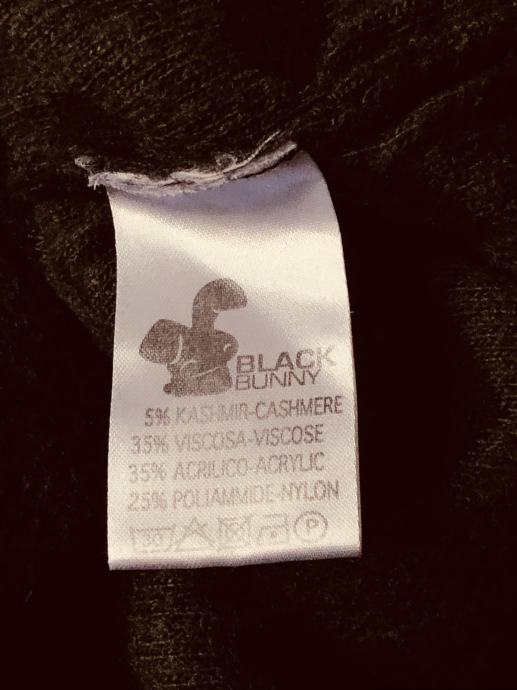 BLACK
BUNNY
5% KASHMIR-CASHMERE
35% VISCOSA-VISCOSE
35% ACRILICO-ACRYLIC
25% POLIAMMIDE-NYLON
30 P